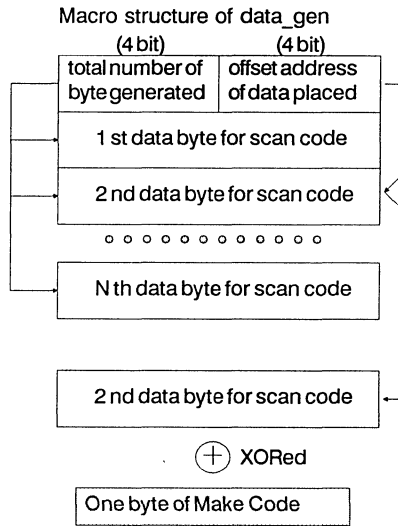 Macro structure of data_gen
(4 bit) (4 bit)
total number of offset address
byte generated of data placed
1 st data byte for scan code
2 nd data byte for scan code
N th data byte for scan code
2 nd data byte for scan code
+ XORed
One byte of Make Code